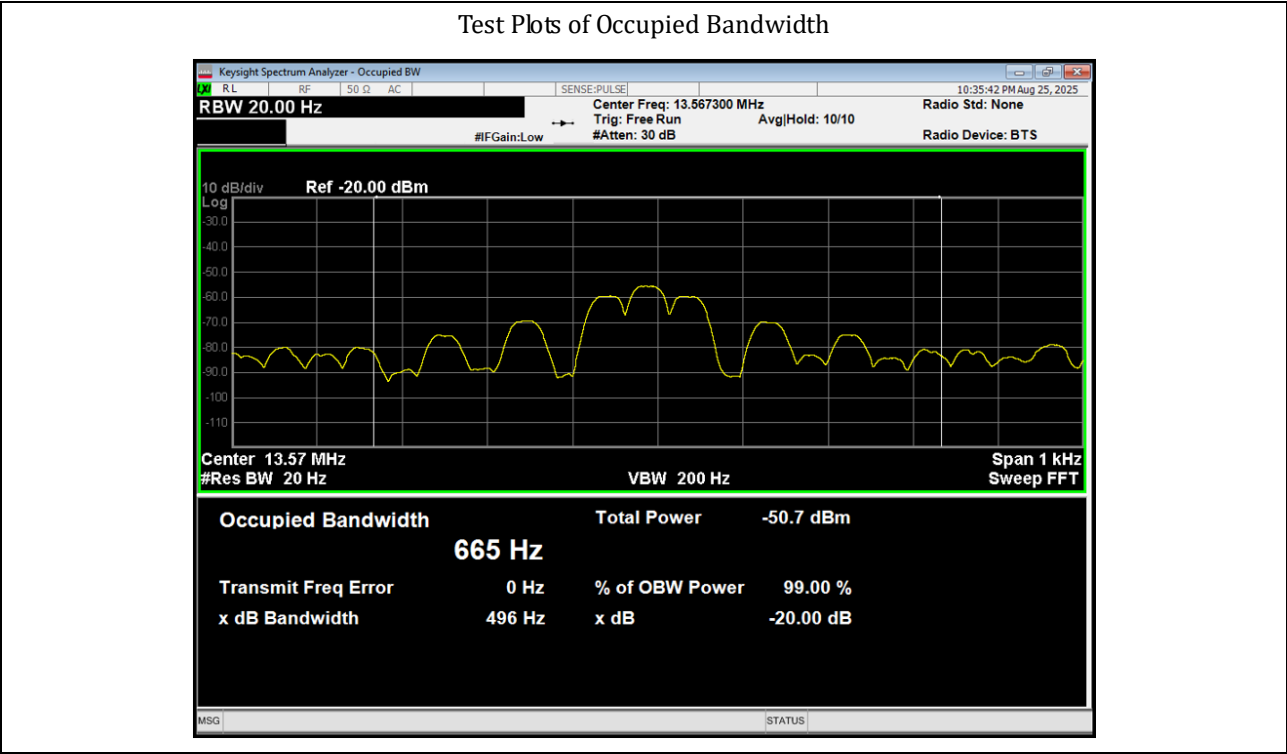 Test Plots of Occupied Bandwidth
Keysight Spectrum Analyzer - Occupied BW
LXI RL RF 50 Ω AC SENSE:PULSE 10:35:42 PM Aug 25, 2025
RBW 20.00 Hz Center Freq: 13.567300 MHz Radio Std: None
Trig: Free Run Avg|Hold: 10/10
#IFGain:Low #Atten: 30 dB Radio Device: BTS
10 dB/div Ref -20.00 dBm
Log
-30.0
-40.0
-50.0
-60.0
-70.0
-80.0
-90.0
-100
-110
Center 13.57 MHz Span 1 kHz
#Res BW 20 Hz VBW 200 Hz Sweep FFT
Occupied Bandwidth Total Power -50.7 dBm
665 Hz
Transmit Freq Error 0 Hz % of OBW Power 99.00 %
x dB Bandwidth 496 Hz x dB -20.00 dB
MSG STATUS